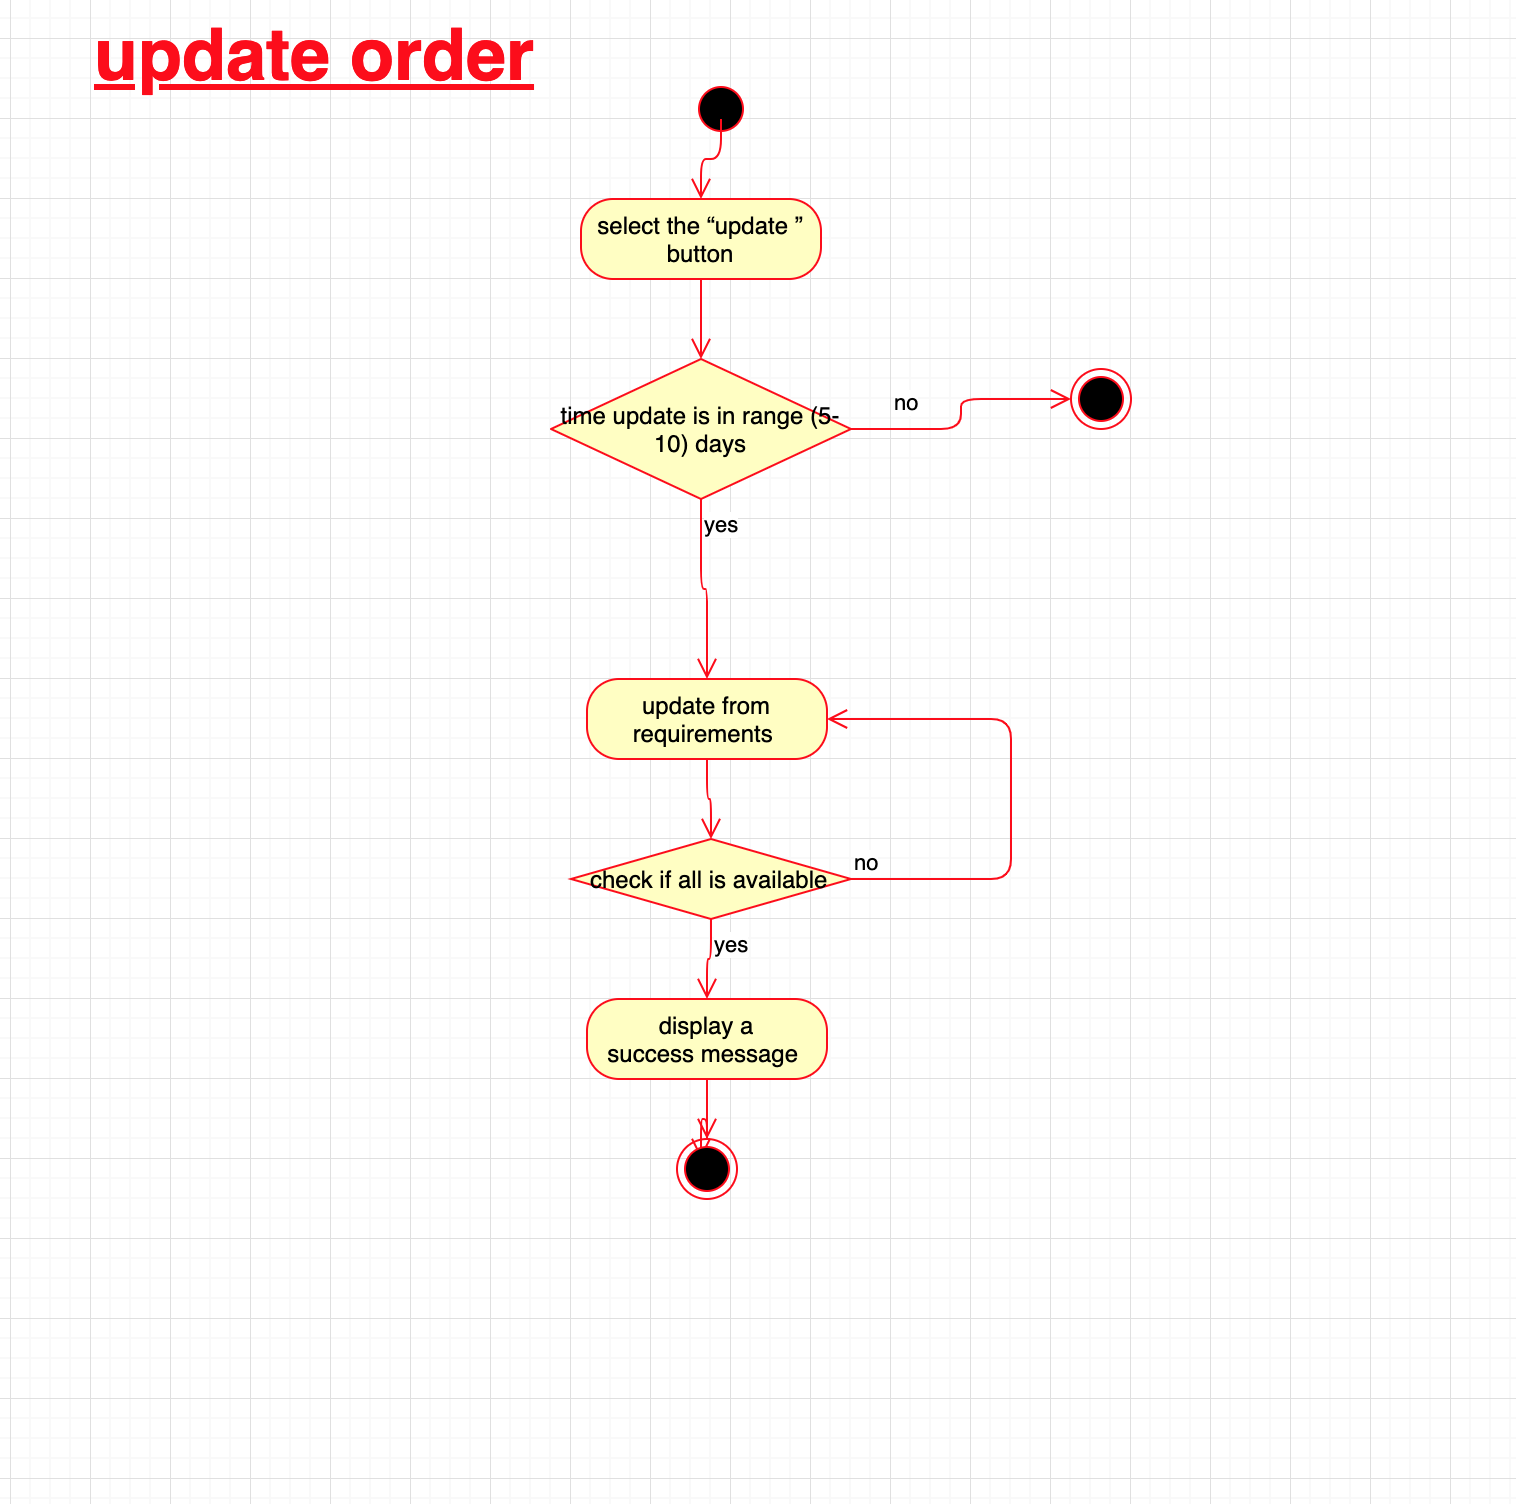 update order
select the “update ”
button
time update is in range (5-
10) days
no
yes
update from
requirements
check if all is available
no
yes
display a
success message